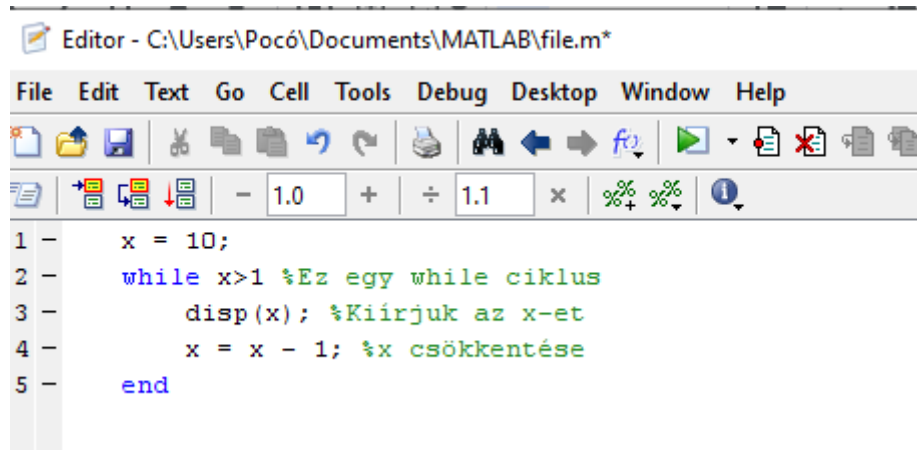 Editor - C:\Users\Pocó\Documents\MATLAB\file.m*
File Edit Text Go Cell Tools Debug Desktop Window Help
- 1.0 + ÷ 1.1 ×
1 - x = 10;
2 - while x>1 %Ez egy while ciklus
3 - disp(x); %Kiírjuk az x-et
4 - x = x - 1; %x csökkentése
5 - end